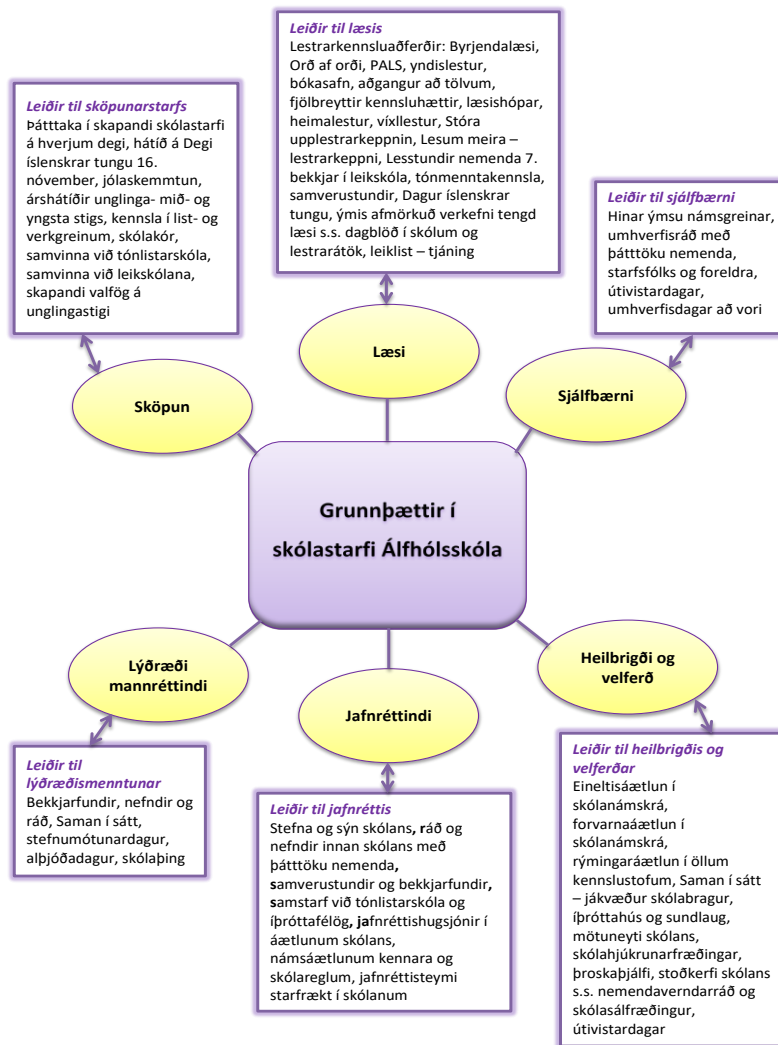 Leiðir til sköpunarstarfs
Þátttaka í skapandi skólastarfi
á hverjum degi, hátíð á Degi
íslenskrar tungu 16.
nóvember, jólaskemmtun,
árshátíðir unglinga- mið- og
yngsta stigs, kennsla í list- og
verkgreinum, skólakór,
samvinna við tónlistarskóla,
samvinna við leikskólana,
skapandi valfög á
unglingastigi
Leiðir til læsis
Lestrarkennsluaðferðir: Byrjendalæsi,
Orð af orði, PALS, yndislestur,
bókasafn, aðgangur að tölvum,
fjölbreyttir kennsluhættir, læsishópar,
heimalestur, víxllestur, Stóra
upplestrarkeppnin, Lesum meira –
lestrarkeppni, Lesstundir nemenda 7.
bekkjar í leikskóla, tónmenntakennsla,
samverustundir, Dagur íslenskrar
tungu, ýmis afmörkuð verkefni tengd
læsi s.s. dagblöð í skólum og
lestrarátök, leiklist – tjáning
Leiðir til sjálfbærni
Hinar ýmsu námsgreinar,
umhverfisráð með
þátttöku nemenda,
starfsfólks og foreldra,
útivistardagar,
umhverfisdagar að vori
Sköpun
Læsi
Sjálfbærni
Grunnþættir í
skólastarfi Álfhólsskóla
Lýðræði
mannréttindi
Jafnréttindi
Heilbrigði og
velferð
Leiðir til
lýðræðismenntunar
Bekkjarfundir, nefndir og
ráð, Saman í sátt,
stefnumótunardagur,
alþjóðadagur, skólaþing
Leiðir til jafnréttis
Stefna og sýn skólans, ráð og
nefndir innan skólans með
þátttöku nemenda,
samverustundir og bekkjarfundir,
samstarf við tónlistarskóla og
íþróttafélög, jafnréttishugsjónir í
áætlunum skólans,
námsáætlunum kennara og
skólareglum, jafnréttisteymi
starfrækt í skólanum
Leiðir til heilbrigðis og
velferðar
Eineltisáætlun í
skólanámskrá,
forvarnaáætlun í
skólanámskrá,
rýmingaráætlun í öllum
kennslustofum, Saman í sátt
– jákvæður skólabragur,
íþróttahús og sundlaug,
mötuneyti skólans,
skólahjúkrunarfræðingar,
þroskaþjálfi, stoðkerfi skólans
s.s. nemendaverndarráð og
skólasálfræðingur,
útivistardagar